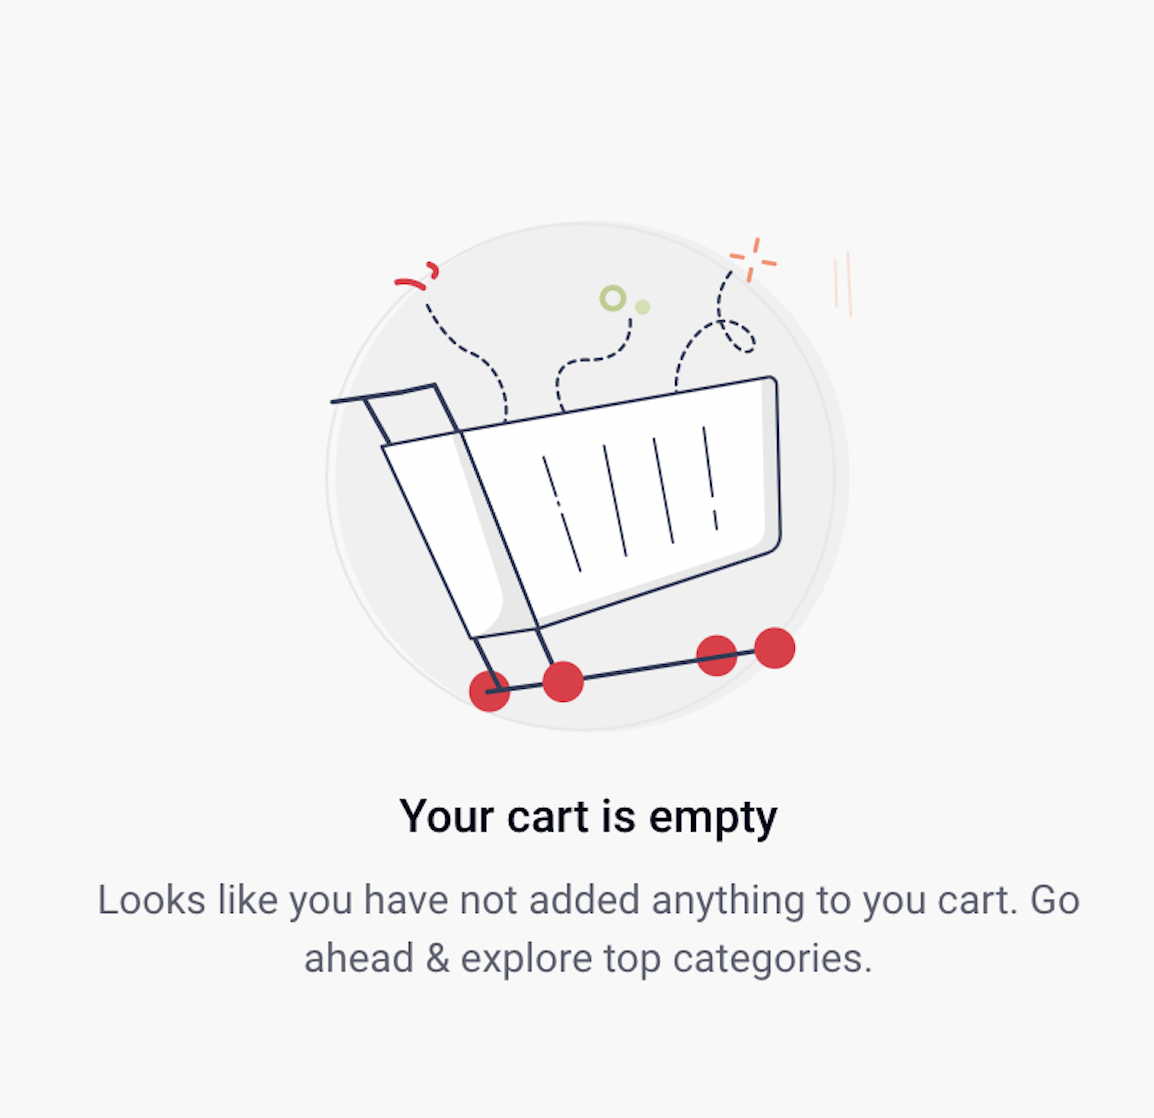 Your cart is empty
Looks like you have not added anything to you cart. Go
ahead & explore top categories.